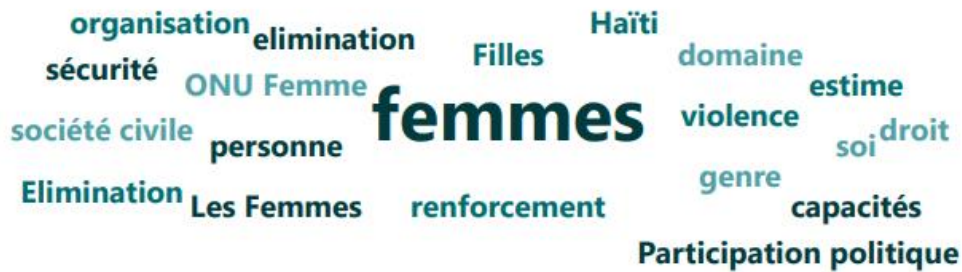 organisation
elimination
Haïti
Filles
domaine
sécurité
ONU Femme
estime
femmes
violence
société civile
personne
soi
droit
genre
Elimination
Les Femmes
renforcement
capacités
Participation politique